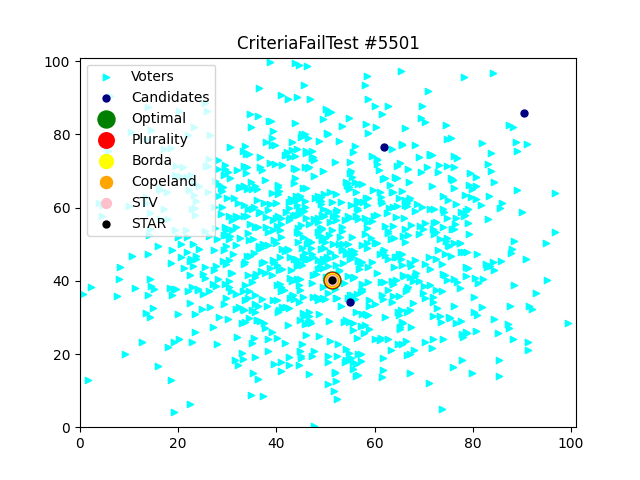 CriteriaFailTest #5501
Voters
Candidates
Optimal
Plurality
Borda
Copeland
STV
STAR
100
80
60
40
20
0
0 20 40 60 80 100